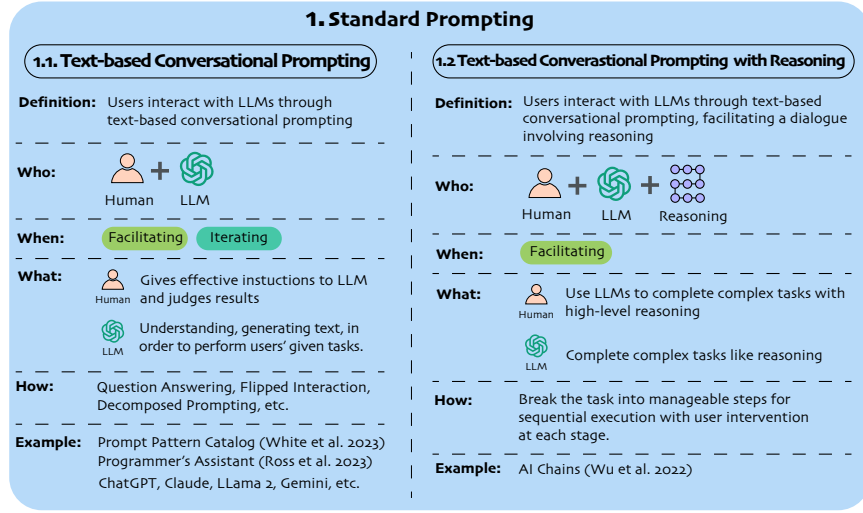 1. Standard Prompting
1.1. Text-based Conversational Prompting
Definition: Users interact with LLMs through
text-based conversational prompting
Who:
Human
LLM
When: Facilitating Iterating
What:
Human
Gives effective instuctions to LLM
and judges results
LLM
Understanding, generating text, in
order to perform users' given tasks.
How: Question Answering, Flipped Interaction,
Decomposed Prompting, etc.
Example: Prompt Pattern Catalog (White et al. 2023)
Programmer's Assistant (Ross et al. 2023)
ChatGPT, Claude, LLama 2, Gemini, etc.
1.2 Text-based Converastional Prompting with Reasoning
Definition: Users interact with LLMs through text-based
conversational prompting, facilitating a dialogue
involving reasoning
Who:
Human
LLM
Reasoning
When: Facilitating
What:
Human
Use LLMs to complete complex tasks with
high-level reasoning
LLM
Complete complex tasks like reasoning
How: Break the task into manageable steps for
sequential execution with user intervention
at each stage.
Example: AI Chains (Wu et al. 2022)